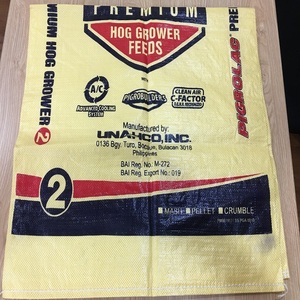 PREMIUM
HOG GROWER
FEEDS
MIUM HOG GROWER 2
PIGROLAC PRE
A/C
ADVANCED COOLING
SYSTEM
PIGROBUILDERS
CLEAN AIR
C-FACTOR
Manufactured by:
UNAHCO, INC.
0136 Bgy. Turo, Bocaue, Bulacan 3018
Philippines
BAI Reg. No. M-272
BAI Reg. Export No.: 019
2
MASH PELLET CRUMBLE